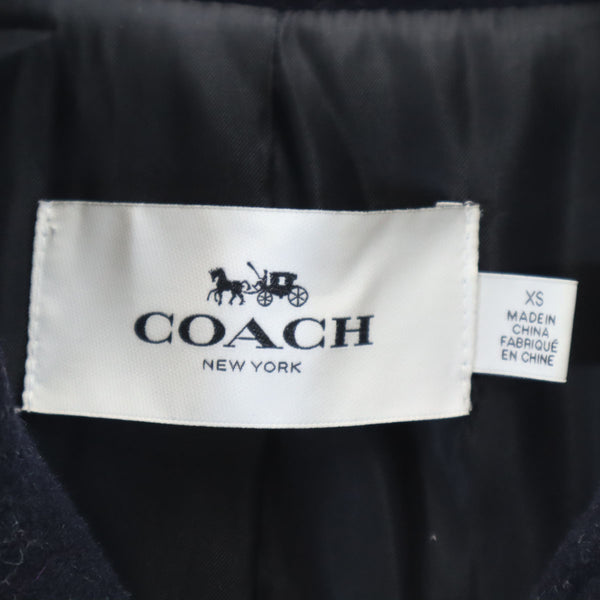 COACH
NEW YORK
XS
MADE IN
CHINA
FABRIQUÉ
EN CHINE